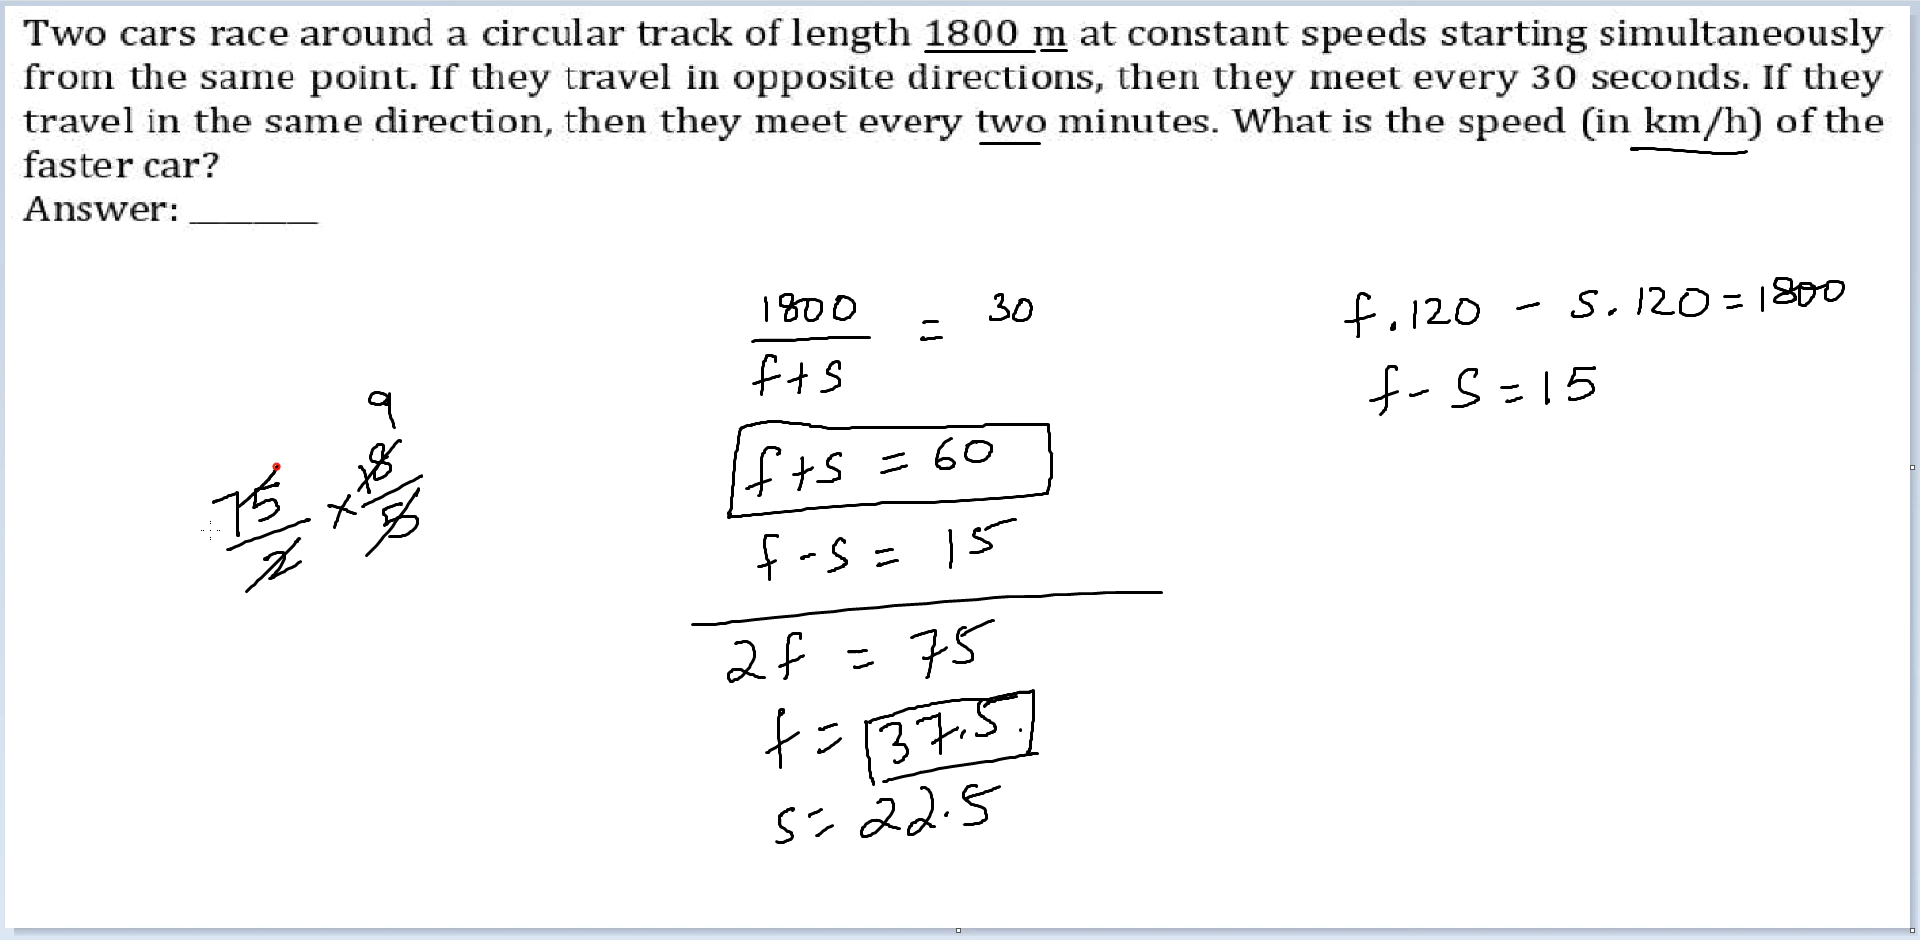 Two cars race around a circular track of length 1800 m at constant speeds starting simultaneously
from the same point. If they travel in opposite directions, then they meet every 30 seconds. If they
travel in the same direction, then they meet every two minutes. What is the speed (in km/h) of the
faster car?
Answer: ______
1800/f+s = 30
f+s = 60
f-s = 15
2f = 75
f = 37.5
s = 22.5
f.120 - s.120 = 1800
f - s = 15
9
75/2 × 18/5